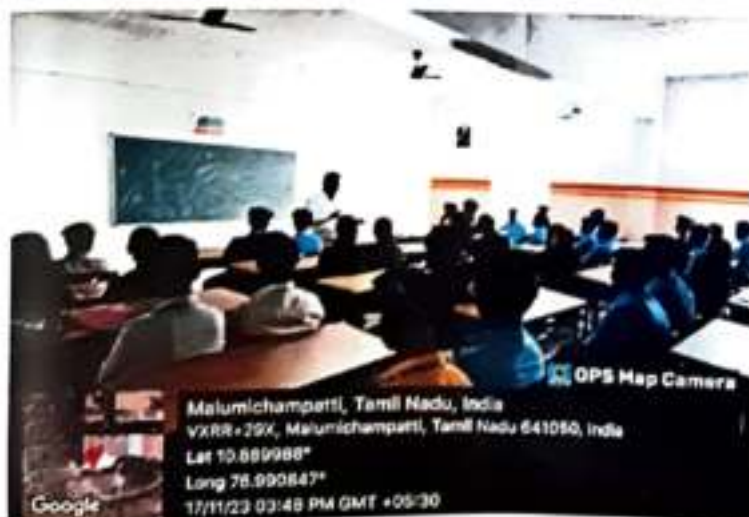 GPS Map Camera
Malumichampatti, Tamil Nadu, India
VXRR+29X, Malumichampatti, Tamil Nadu 641050, India
Lat 10.889988°
Long 76.990847°
17/11/23 03:48 PM GMT +05:30
Google